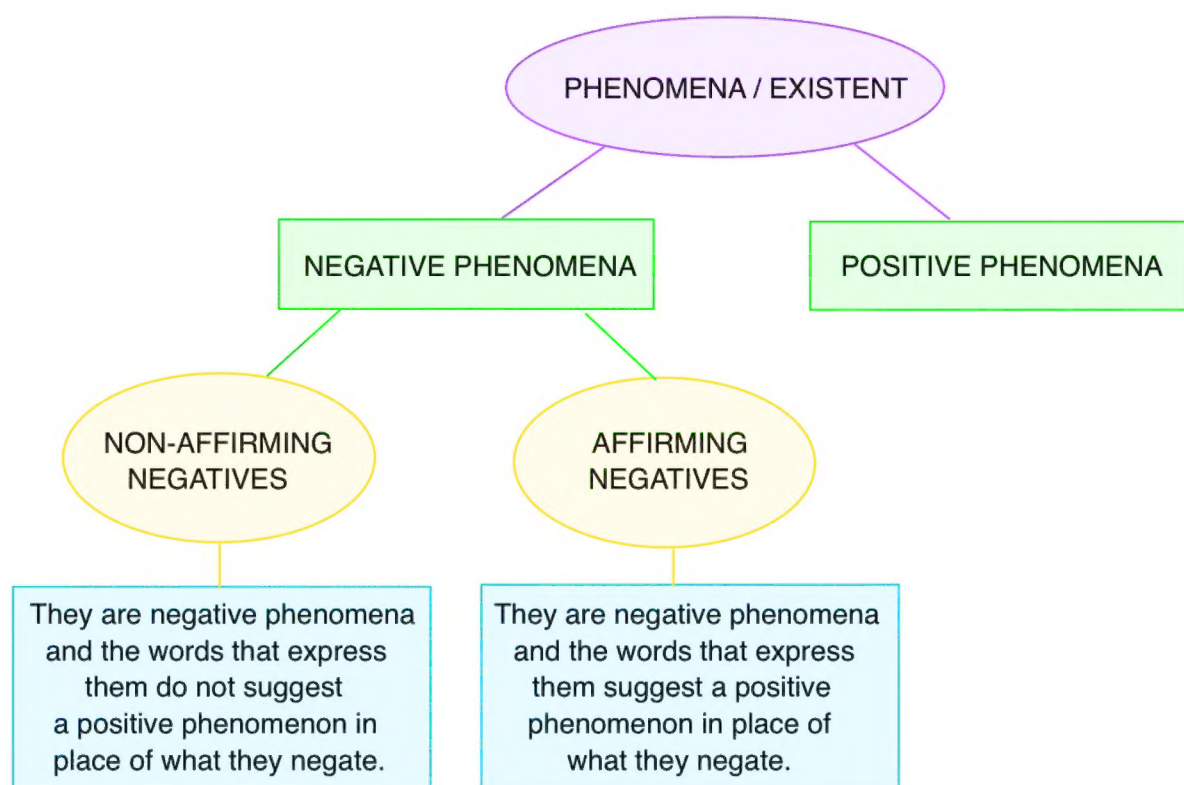 PHENOMENA / EXISTENT
NEGATIVE PHENOMENA
POSITIVE PHENOMENA
NON-AFFIRMING
NEGATIVES
AFFIRMING
NEGATIVES
They are negative phenomena
and the words that express
them do not suggest
a positive phenomenon in
place of what they negate.
They are negative phenomena
and the words that express
them suggest a positive
phenomenon in place of
what they negate.